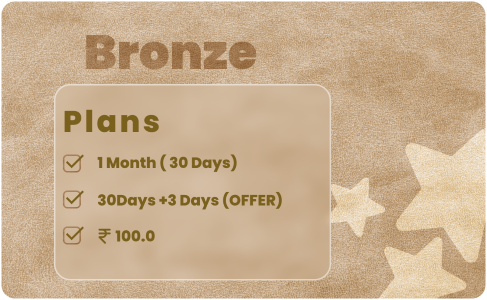 Bronze
Plans
1 Month ( 30 Days)
30Days +3 Days (OFFER)
₹ 100.0